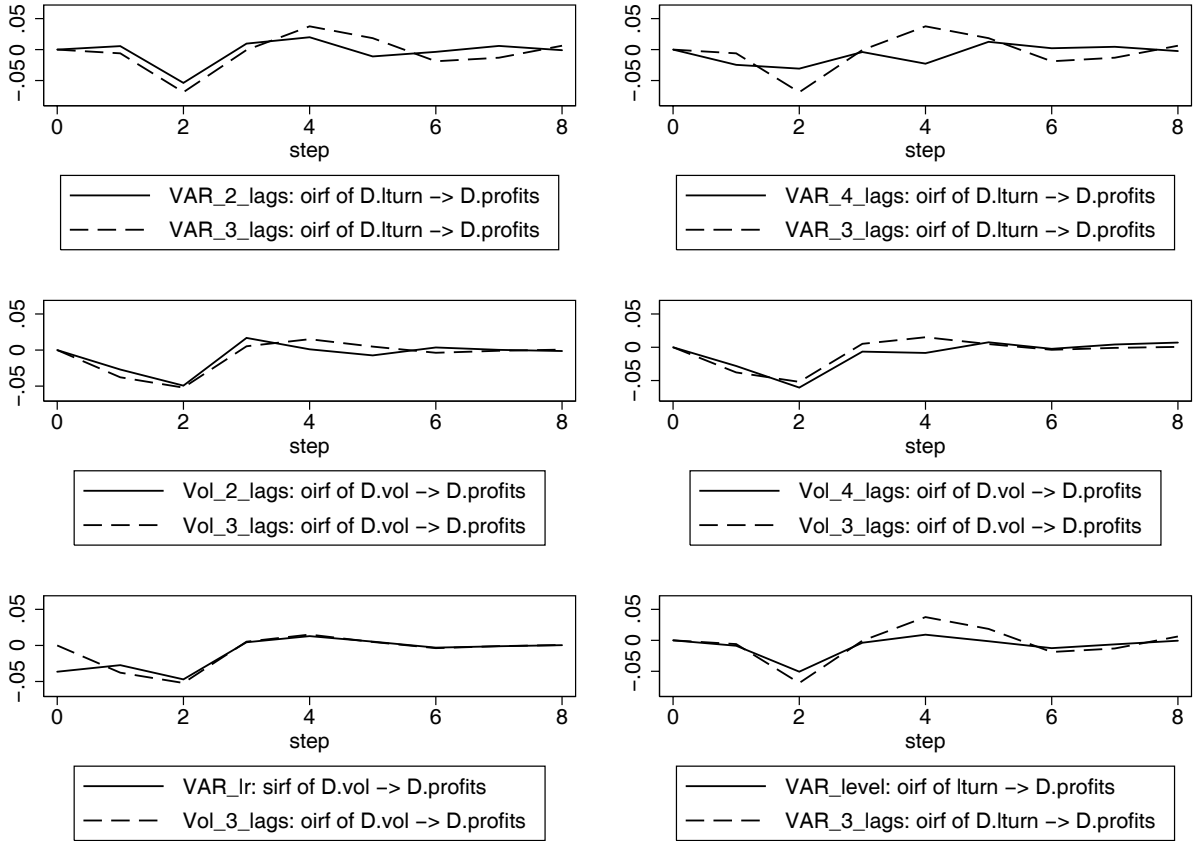 .05
0
-.05
0 2 4 6 8
step
VAR_2_lags: oirf of D.lturn -> D.profits
VAR_3_lags: oirf of D.lturn -> D.profits
.05
0
-.05
0 2 4 6 8
step
VAR_4_lags: oirf of D.lturn -> D.profits
VAR_3_lags: oirf of D.lturn -> D.profits
.05
0
-.05
0 2 4 6 8
step
Vol_2_lags: oirf of D.vol -> D.profits
Vol_3_lags: oirf of D.vol -> D.profits
.05
0
-.05
0 2 4 6 8
step
Vol_4_lags: oirf of D.vol -> D.profits
Vol_3_lags: oirf of D.vol -> D.profits
.05
0
-.05
0 2 4 6 8
step
VAR_lr: sirf of D.vol -> D.profits
Vol_3_lags: oirf of D.vol -> D.profits
.05
0
-.05
0 2 4 6 8
step
VAR_level: oirf of lturn -> D.profits
VAR_3_lags: oirf of D.lturn -> D.profits